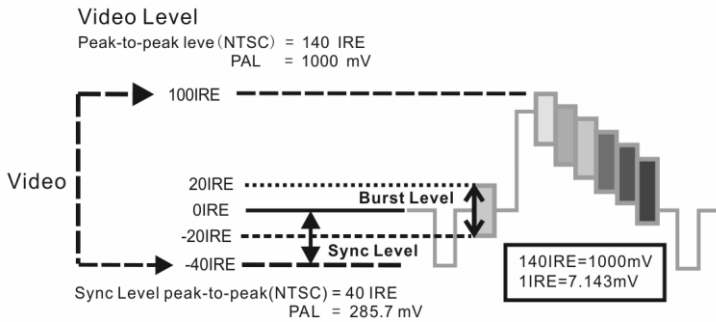 Video Level
Peak-to-peak leve(NTSC) = 140 IRE
PAL = 1000 mV
100IRE
Video
20IRE
Burst Level
0IRE
-20IRE
Sync Level
-40IRE
140IRE=1000mV
1IRE=7.143mV
Sync Level peak-to-peak(NTSC) = 40 IRE
PAL = 285.7 mV